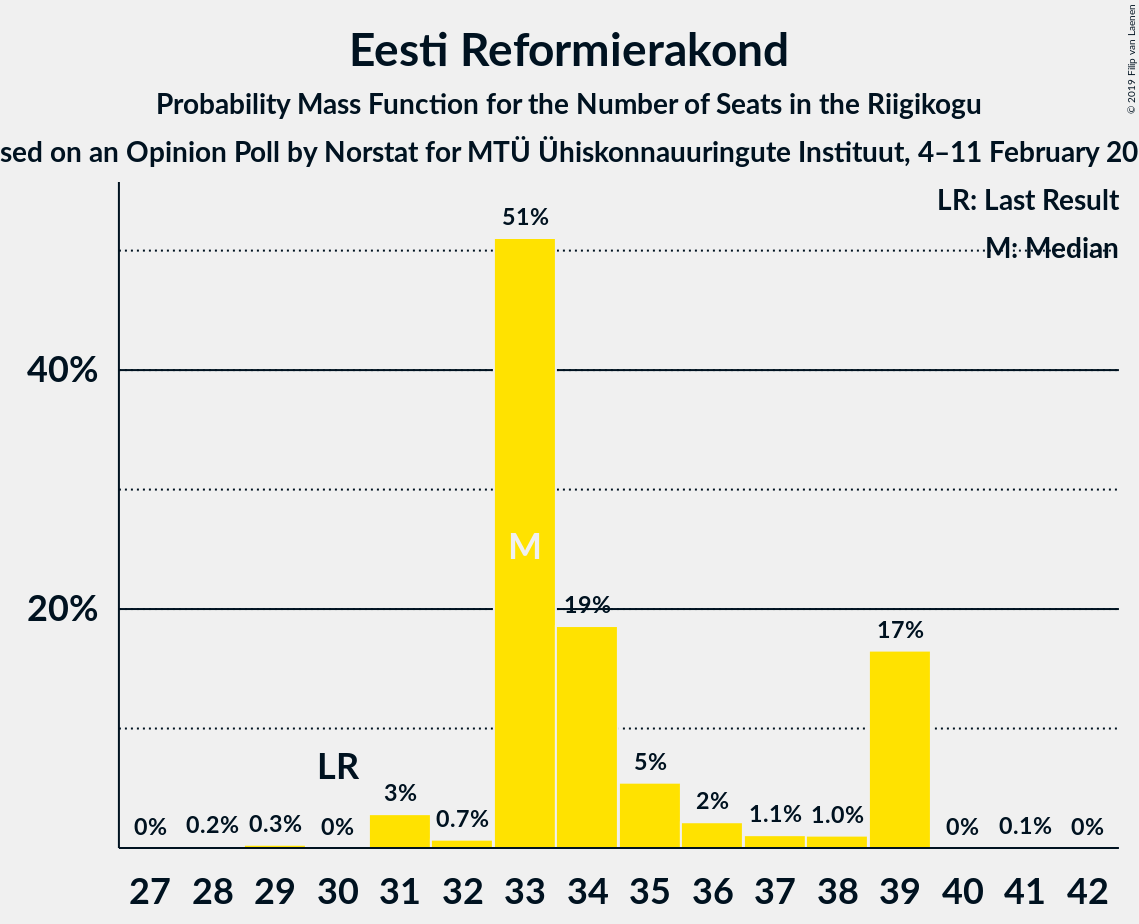 © 2019 Filip van Laenen
Eesti Reformierakond
Probability Mass Function for the Number of Seats in the Riigikogu
sed on an Opinion Poll by Norstat for MTÜ Ühiskonnauuringute Instituut, 4–11 February 20
LR: Last Result
M: Median
51%
40%
M
20%
19%
17%
LR
5%
3%
2%
0% 0.2% 0.3% 0% 0.7% 1.1% 1.0% 0% 0.1% 0%
27 28 29 30 31 32 33 34 35 36 37 38 39 40 41 42